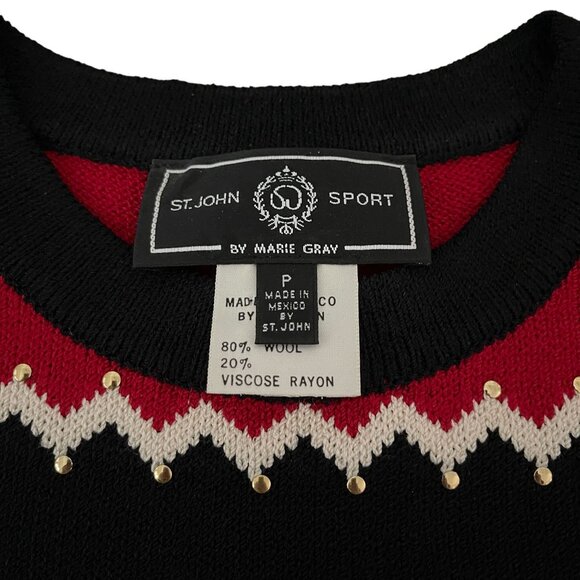 ST. JOHN SPORT
BY MARIE GRAY
P
MADE IN
MEXICO
BY
ST. JOHN
80% WOOL
20%
VISCOSE RAYON